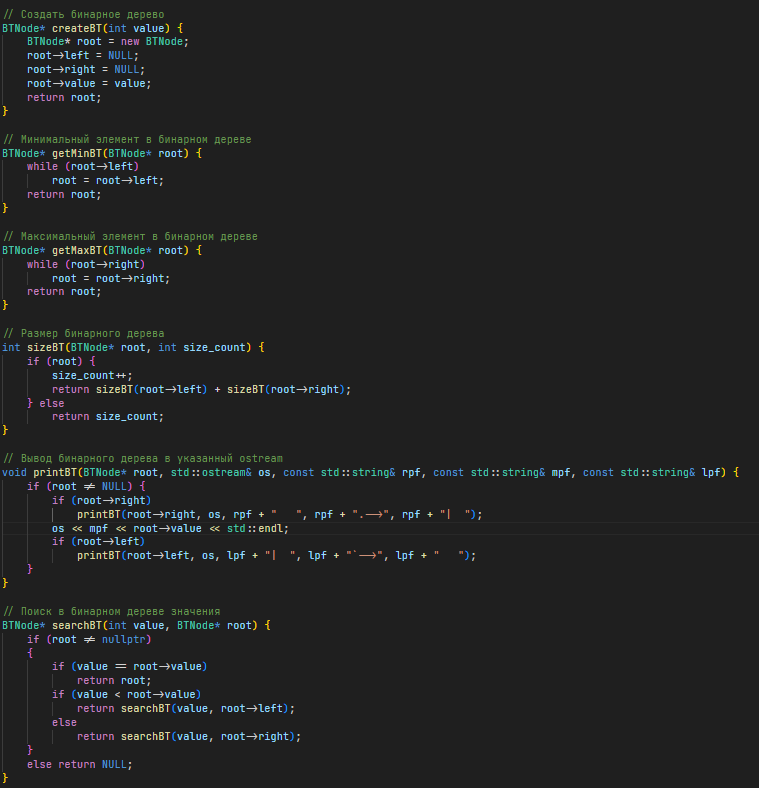 // Создать бинарное дерево
BTNode* createBT(int value) {
    BTNode* root = new BTNode;
    root->left = NULL;
    root->right = NULL;
    root->value = value;
    return root;
}
// Минимальный элемент в бинарном дереве
BTNode* getMinBT(BTNode* root) {
    while (root->left)
        root = root->left;
    return root;
}
// Максимальный элемент в бинарном дереве
BTNode* getMaxBT(BTNode* root) {
    while (root->right)
        root = root->right;
    return root;
}
// Размер бинарного дерева
int sizeBT(BTNode* root, int size_count) {
    if (root) {
        size_count++;
        return sizeBT(root->left) + sizeBT(root->right);
    } else
        return size_count;
}
// Вывод бинарного дерева в указанный ostream
void printBT(BTNode* root, std::ostream& os, const std::string& rpf, const std::string& mpf, const std::string& lpf) {
    if (root != NULL) {
        if (root->right)
            printBT(root->right, os, rpf + "   ", rpf + ".-->", rpf + "|  ");
        os << mpf << root->value << std::endl;
        if (root->left)
            printBT(root->left, os, lpf + "|  ", lpf + "`-->", lpf + "   ");
    }
}
// Поиск в бинарном дереве значения
BTNode* searchBT(int value, BTNode* root) {
    if (root != nullptr)
    {
        if (value == root->value)
            return root;
        if (value < root->value)
            return searchBT(value, root->left);
        else
            return searchBT(value, root->right);
    }
    else return NULL;
}